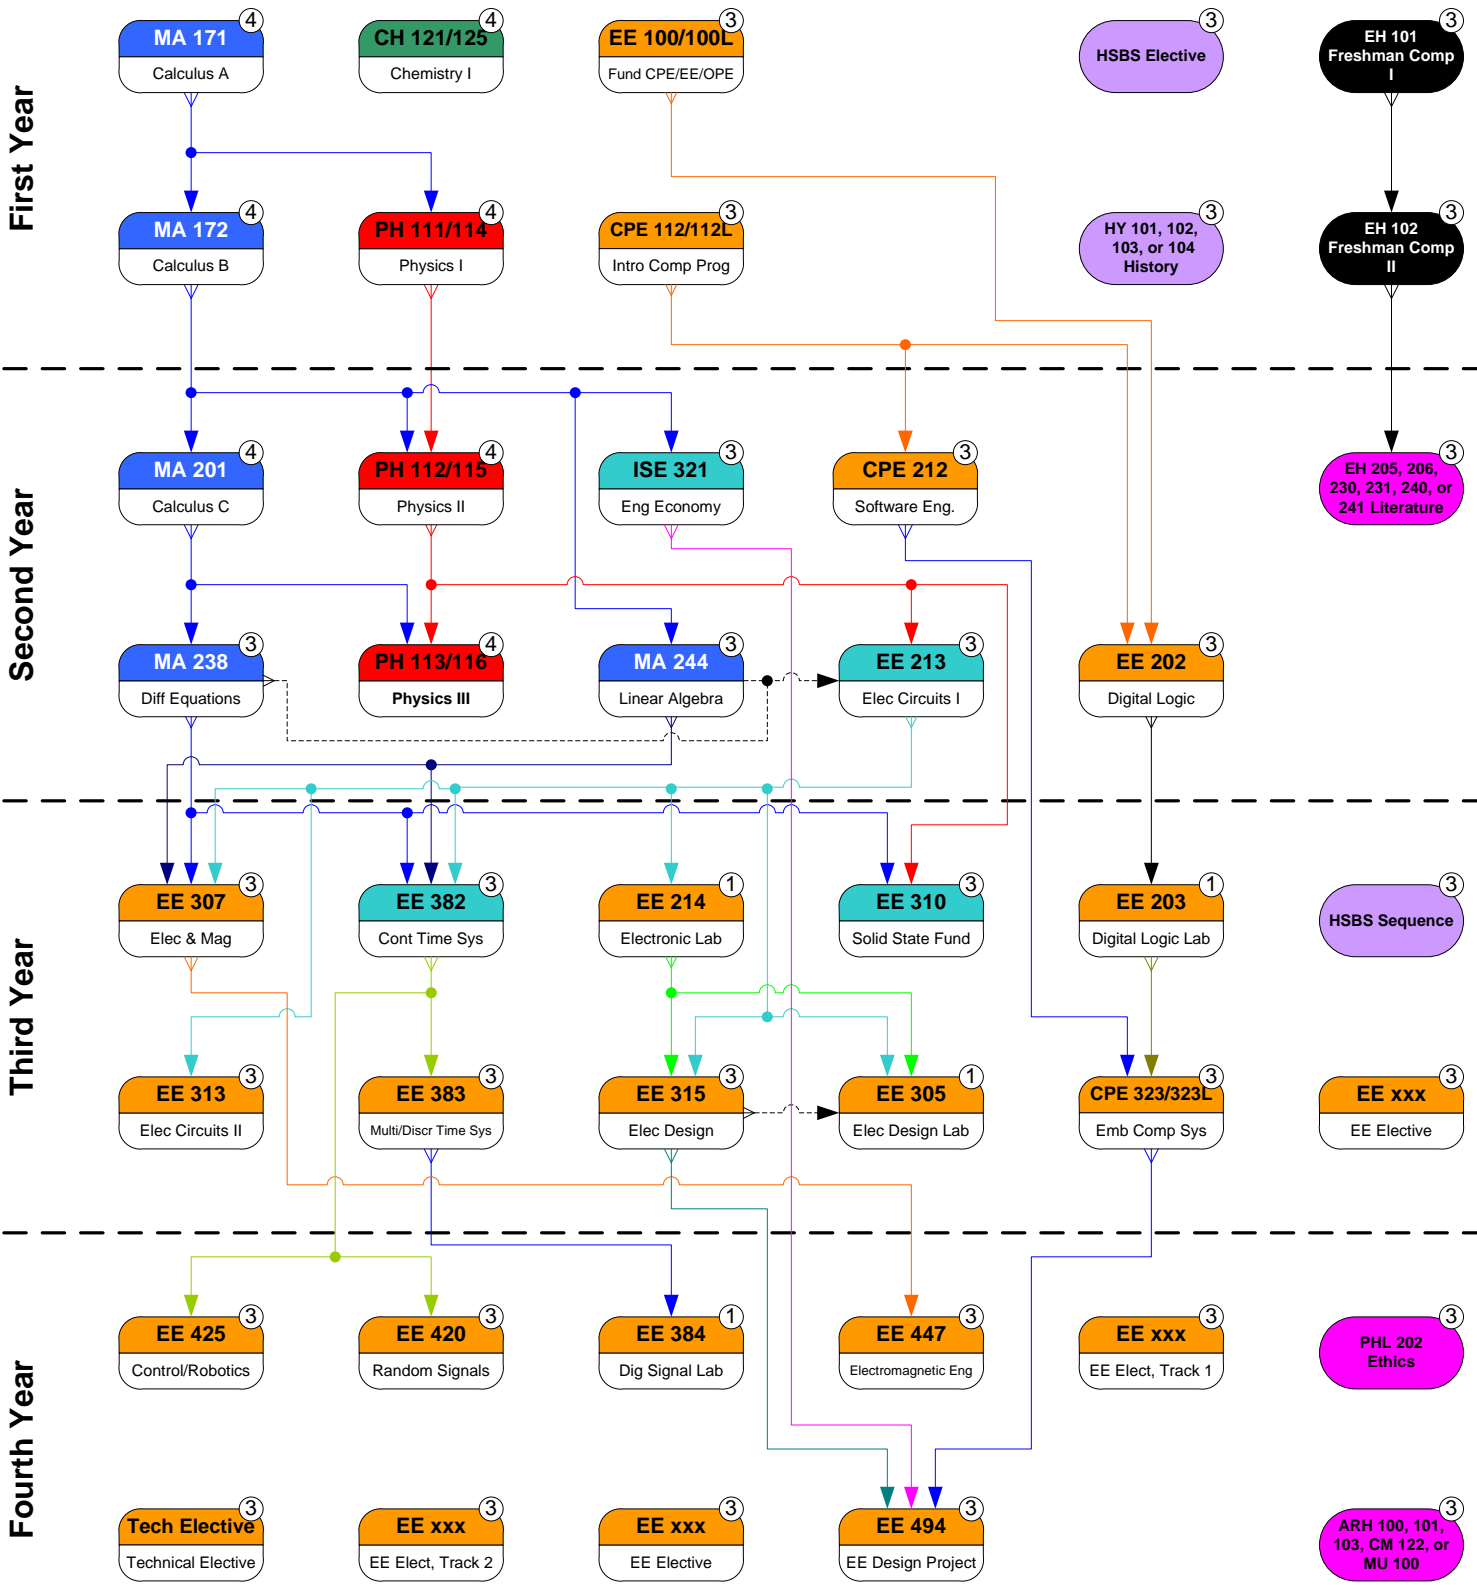 First Year
4
MA 171
Calculus A
4
CH 121/125
Chemistry I
3
EE 100/100L
Fund CPE/EE/OPE
3
HSBS Elective
3
EH 101
Freshman Comp
I
4
MA 172
Calculus B
4
PH 111/114
Physics I
3
CPE 112/112L
Intro Comp Prog
3
HY 101, 102,
103, or 104
History
3
EH 102
Freshman Comp
II
Second Year
4
MA 201
Calculus C
4
PH 112/115
Physics II
3
ISE 321
Eng Economy
3
CPE 212
Software Eng.
3
EH 205, 206,
230, 231, 240, or
241 Literature
3
MA 238
Diff Equations
4
PH 113/116
Physics III
3
MA 244
Linear Algebra
3
EE 213
Elec Circuits I
3
EE 202
Digital Logic
Third Year
3
EE 307
Elec & Mag
3
EE 382
Cont Time Sys
1
EE 214
Electronic Lab
3
EE 310
Solid State Fund
1
EE 203
Digital Logic Lab
3
HSBS Sequence
3
EE 313
Elec Circuits II
3
EE 383
Multi/Discr Time Sys
3
EE 315
Elec Design
1
EE 305
Elec Design Lab
3
CPE 323/323L
Emb Comp Sys
3
EE xxx
EE Elective
Fourth Year
3
EE 425
Control/Robotics
3
EE 420
Random Signals
1
EE 384
Dig Signal Lab
3
EE 447
Electromagnetic Eng
3
EE xxx
EE Elect, Track 1
3
PHL 202
Ethics
3
Tech Elective
Technical Elective
3
EE xxx
EE Elect, Track 2
3
EE xxx
EE Elective
3
EE 494
EE Design Project
3
ARH 100, 101,
103, CM 122, or
MU 100